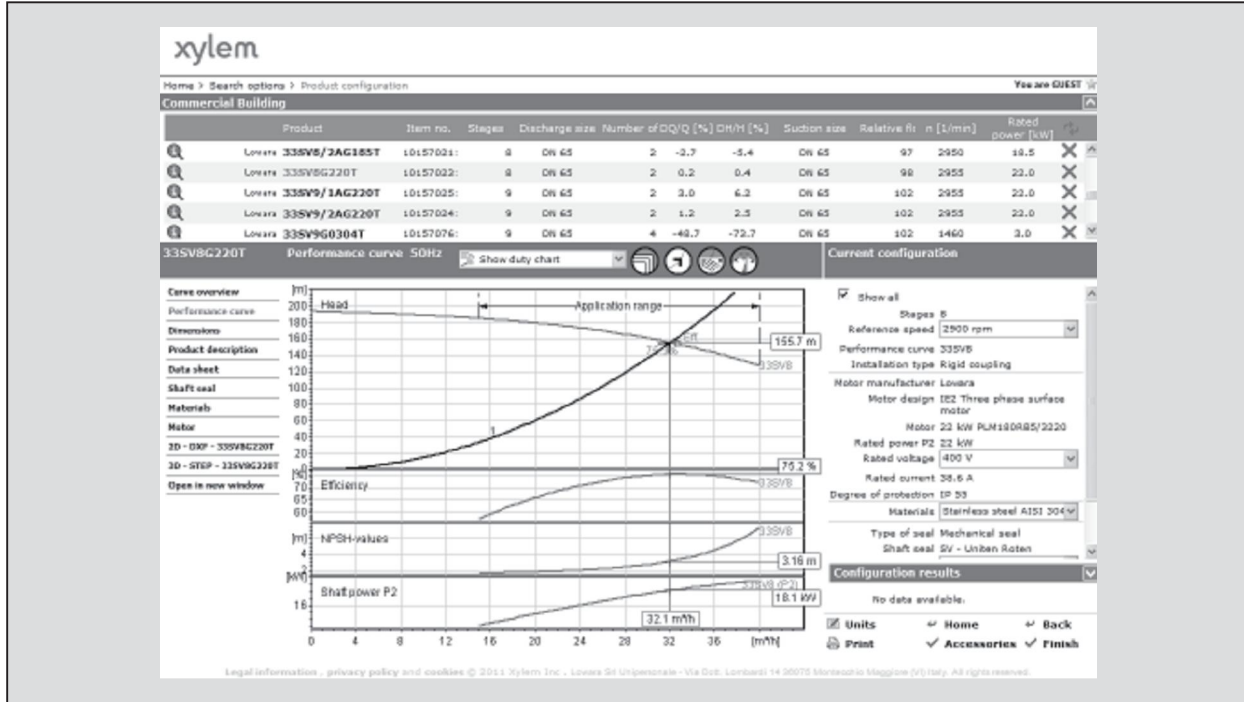 xylem
Home > Search options > Product configuration You are GUEST
Commercial Building
Product Item no. Stages Discharge size Number of DQ/Q [%] DH/H [%] Suction size Relative fl: n [1/min] Rated power [kW]
Lowara 33SV8/2AG185T 10157021: 8 DN 65 2 -2.7 -5.4 DN 65 97 2950 18.5
Lowara 33SV8G220T 10157022: 8 DN 65 2 0.2 0.4 DN 65 98 2955 22.0
Lowara 33SV9/1AG220T 10157025: 9 DN 65 2 3.0 6.2 DN 65 102 2955 22.0
Lowara 33SV9/2AG220T 10157024: 9 DN 65 2 1.2 2.5 DN 65 102 2955 22.0
Lowara 33SV9G0304T 10157076: 9 DN 65 4 -48.7 -72.7 DN 65 102 1460 3.0
33SV8G220T Performance curve 50Hz Show duty chart Current configuration
Curve overview
Performance curve
Dimensions
Product description
Data sheet
Shaft seal
Materials
Motor
2D - DXF - 33SV8G220T
3D - STEP - 33SV8G220T
Open in new window
[m]
200 Head Application range
180
160 Eff.
155.7 m
140
33SV8
120
100
80
60
1
40
20
0
[%] 75.2 %
70 Efficiency 33SV8
65
60
[m] NPSH-values 33SV8
4
3.16 m
2
[kW]
Shaft power P2 33SV8 (P2)
18.1 kW
16
32.1 m³/h
0 4 8 12 16 20 24 28 32 36 [m³/h]
Show all
Stages 8
Reference speed 2900 rpm
Performance curve 33SV8
Installation type Rigid coupling
Motor manufacturer Lowara
Motor design IE2 Three phase surface
motor
Motor 22 kW PLM180RB5/3220
Rated power P2 22 kW
Rated voltage 400 V
Rated current 38.6 A
Degree of protection IP 55
Materials Stainless steel AISI 304
Type of seal Mechanical seal
Shaft seal SV - Uniten Roten
Configuration results
No data available.
Units Home Back
Print Accessories Finish
Legal information , privacy policy and cookies © 2011 Xylem Inc . Lowara Srl Unipersonale - Via Dott. Lombardi 14 36075 Montecchio Maggiore (VI) Italy. All rights reserved.